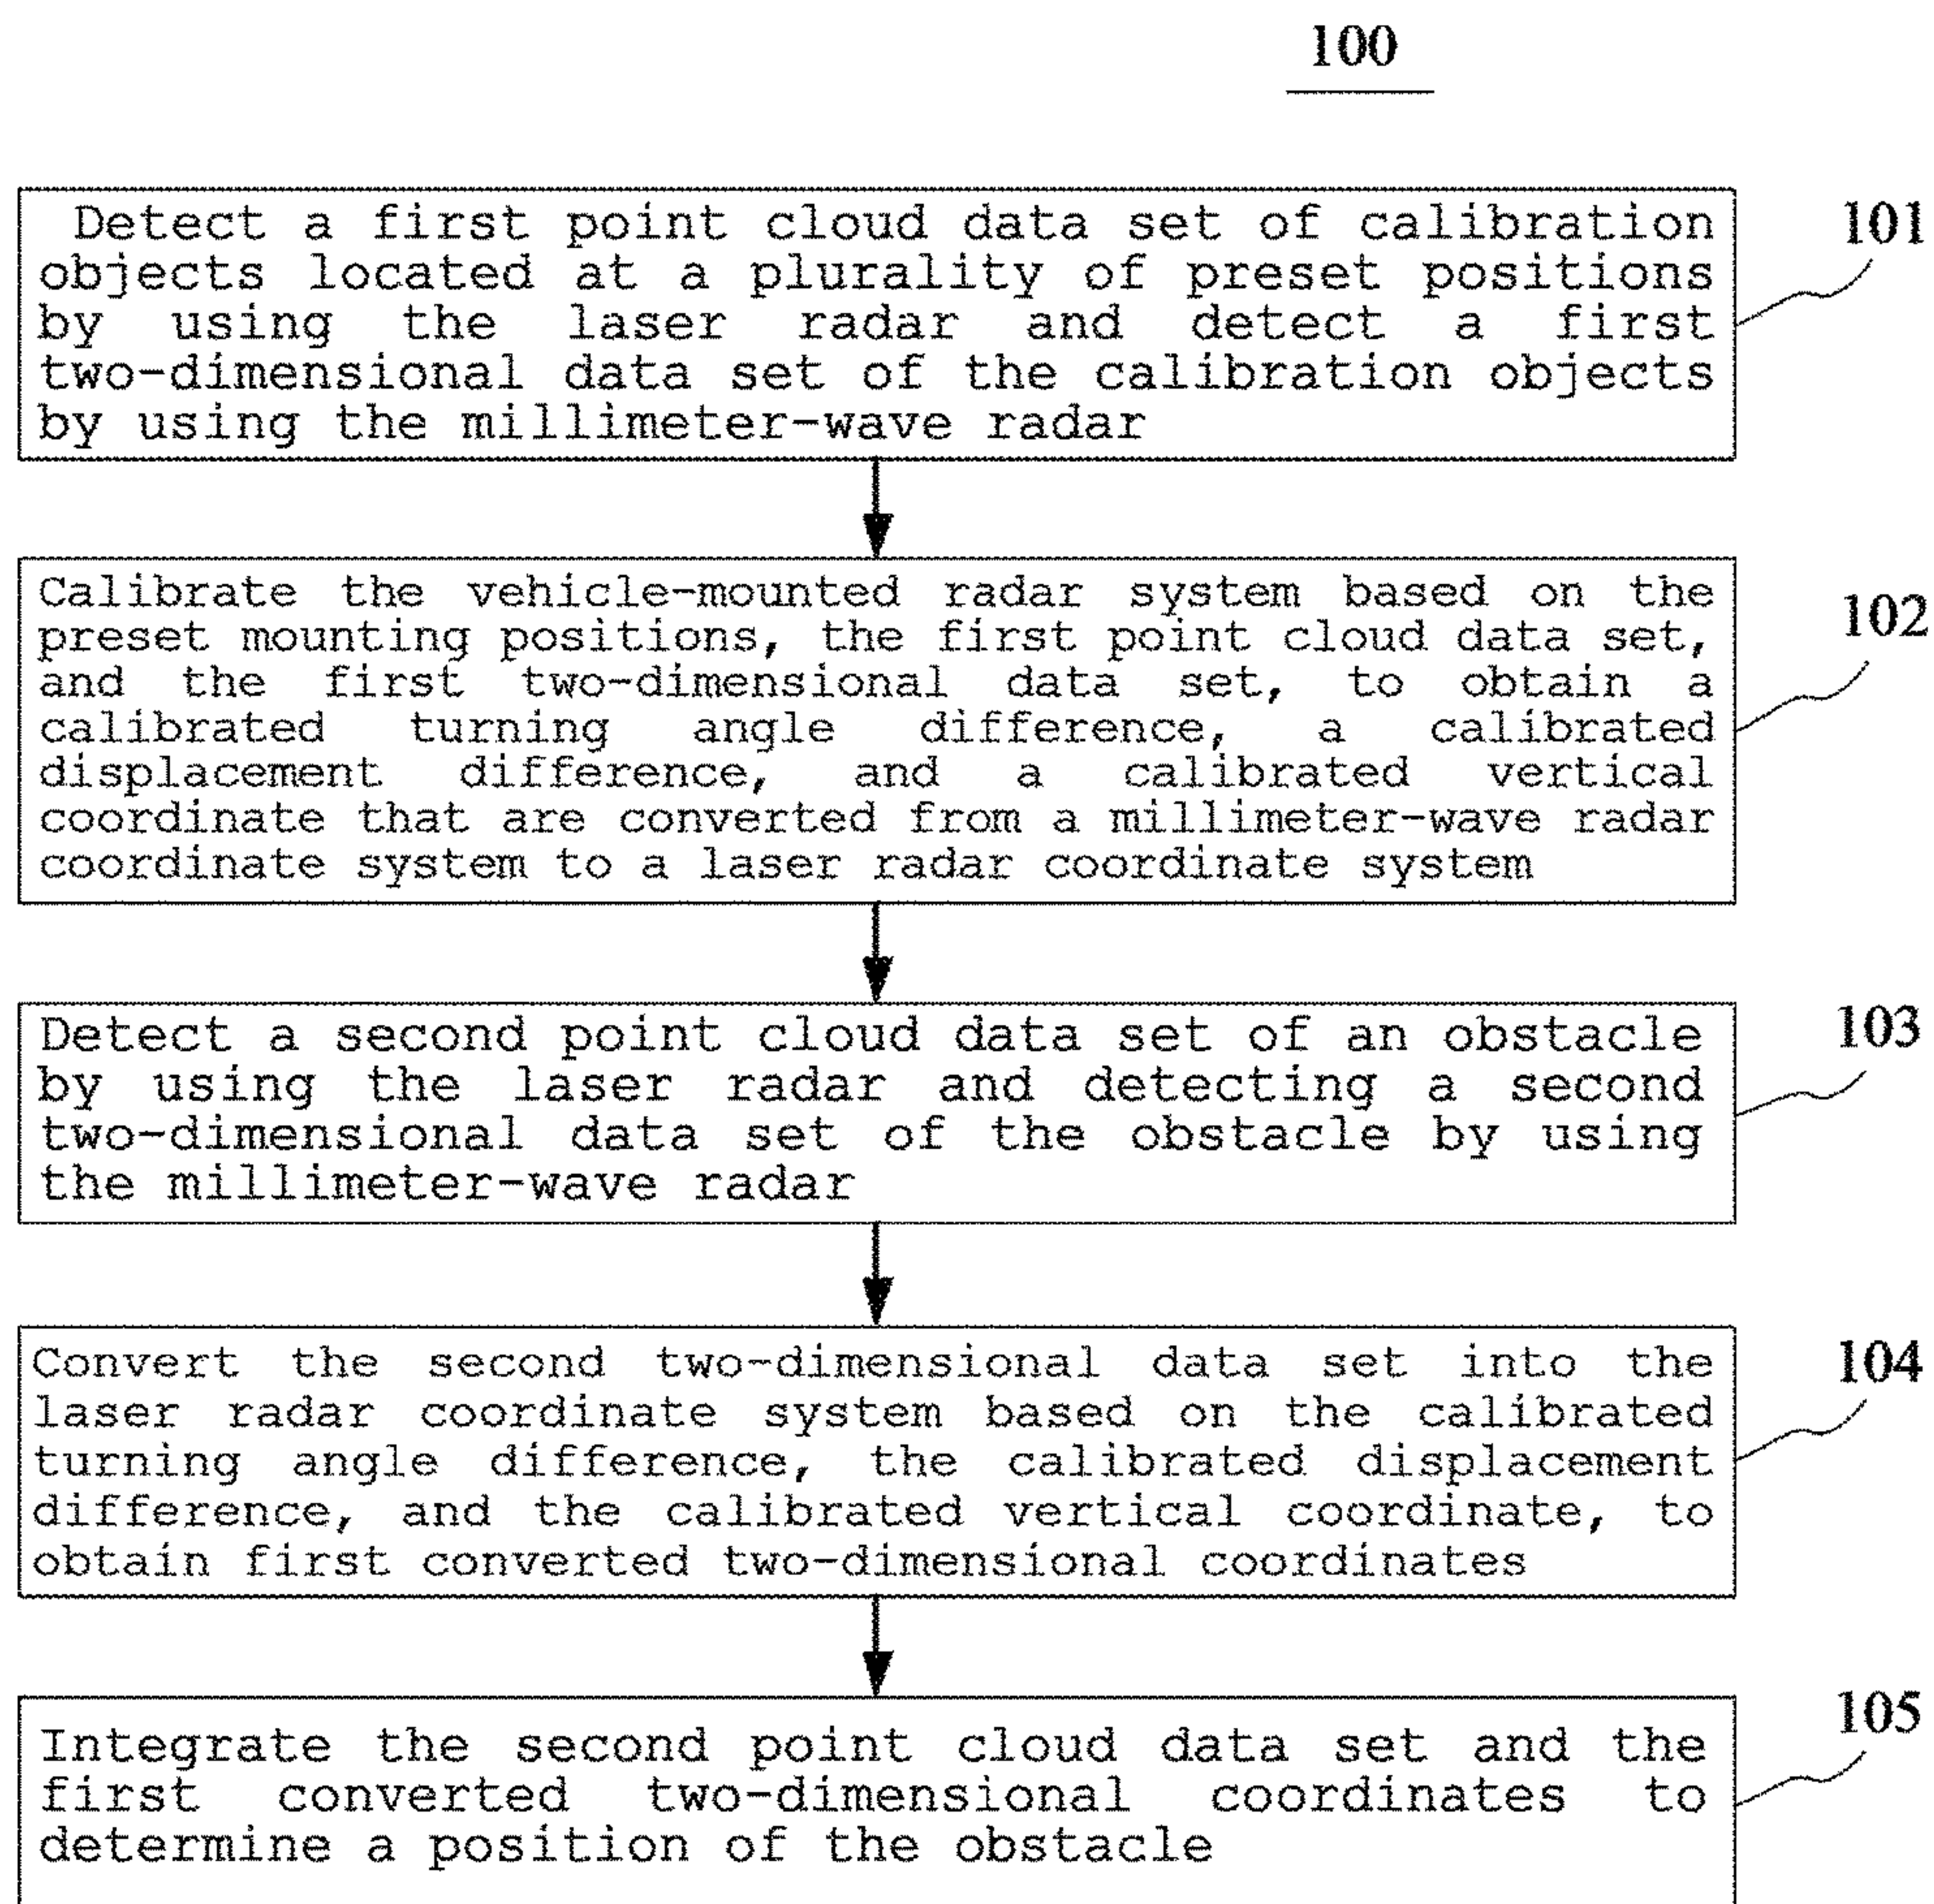 100
Detect a first point cloud data set of calibration
objects located at a plurality of preset positions
by using the laser radar and detect a first
two-dimensional data set of the calibration objects
by using the millimeter-wave radar
101
Calibrate the vehicle-mounted radar system based on the
preset mounting positions, the first point cloud data set,
and the first two-dimensional data set, to obtain a
calibrated turning angle difference, a calibrated
displacement difference, and a calibrated vertical
coordinate that are converted from a millimeter-wave radar
coordinate system to a laser radar coordinate system
102
Detect a second point cloud data set of an obstacle
by using the laser radar and detecting a second
two-dimensional data set of the obstacle by using
the millimeter-wave radar
103
Convert the second two-dimensional data set into the
laser radar coordinate system based on the calibrated
turning angle difference, the calibrated displacement
difference, and the calibrated vertical coordinate, to
obtain first converted two-dimensional coordinates
104
Integrate the second point cloud data set and the
first converted two-dimensional coordinates to
determine a position of the obstacle
105